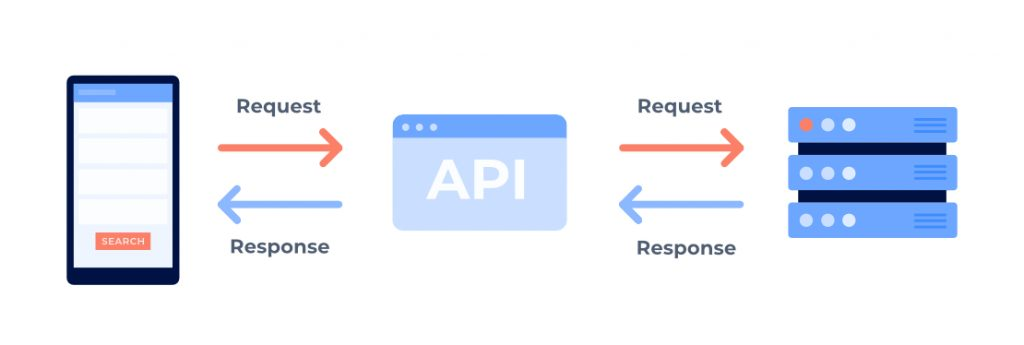 Request
Request
API
SEARCH
Response
Response